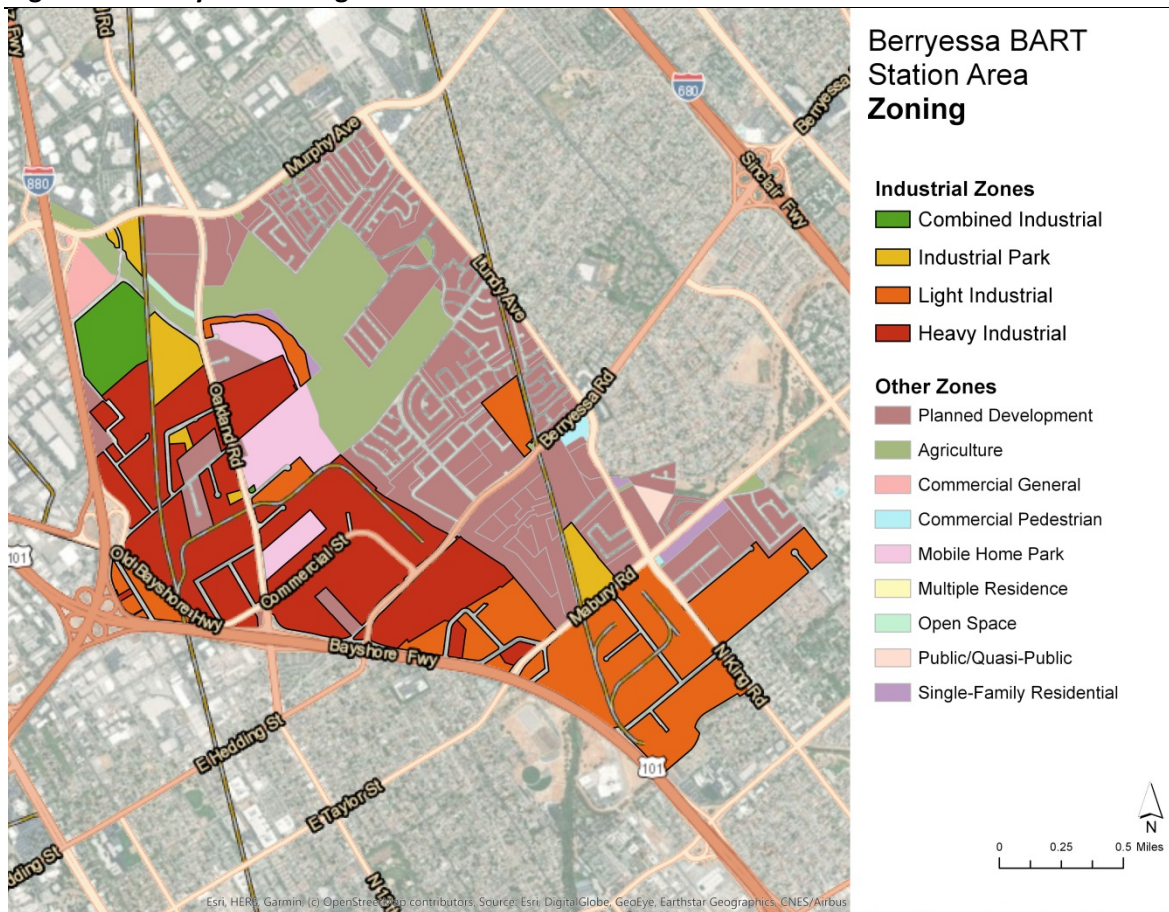 Berryessa BART
Station Area
Zoning
Industrial Zones
Combined Industrial
Industrial Park
Light Industrial
Heavy Industrial
Other Zones
Planned Development
Agriculture
Commercial General
Commercial Pedestrian
Mobile Home Park
Multiple Residence
Open Space
Public/Quasi-Public
Single-Family Residential
N
0 0.25 0.5 Miles
Fwy
Rd
680
Murphy Ave
Sinclair Fwy
880
Lundy Ave
Oakland Rd
Berryessa Rd
101
Old Bayshore Hwy
Commercial St
Mabury Rd
Bayshore Fwy
N King Rd
E Hedding St
101
E Taylor St
Esri, HERE, Garmin, (c) OpenStreetMap contributors, Source: Esri, DigitalGlobe, GeoEye, Earthstar Geographics, CNES/Airbus